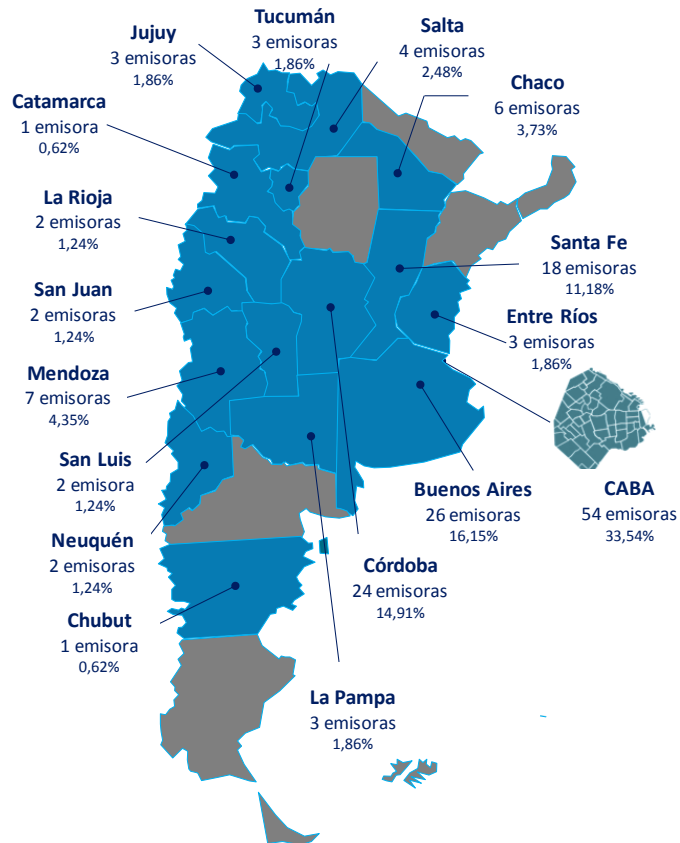 Tucumán
3 emisoras
1,86%
Jujuy
3 emisoras
1,86%
Salta
4 emisoras
2,48%
Chaco
6 emisoras
3,73%
Catamarca
1 emisora
0,62%
La Rioja
2 emisoras
1,24%
Santa Fe
18 emisoras
11,18%
San Juan
2 emisoras
1,24%
Entre Ríos
3 emisoras
1,86%
Mendoza
7 emisoras
4,35%
San Luis
2 emisora
1,24%
Buenos Aires
26 emisoras
16,15%
CABA
54 emisoras
33,54%
Neuquén
2 emisoras
1,24%
Córdoba
24 emisoras
14,91%
Chubut
1 emisora
0,62%
La Pampa
3 emisoras
1,86%